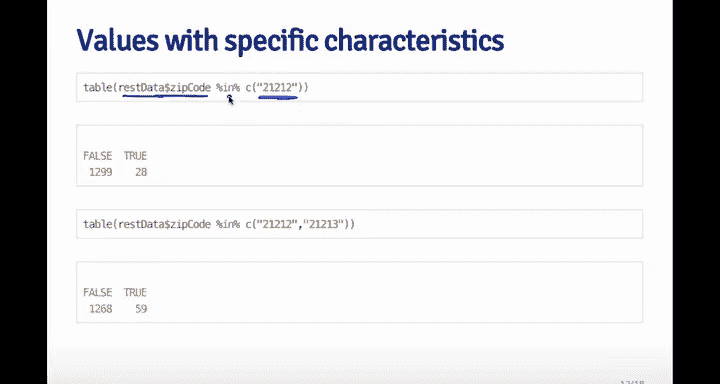 Values with specific characteristics
table(restData$zipCode %in% c("21212"))
FALSE TRUE
1299 28
table(restData$zipCode %in% c("21212","21213"))
FALSE TRUE
1268 59